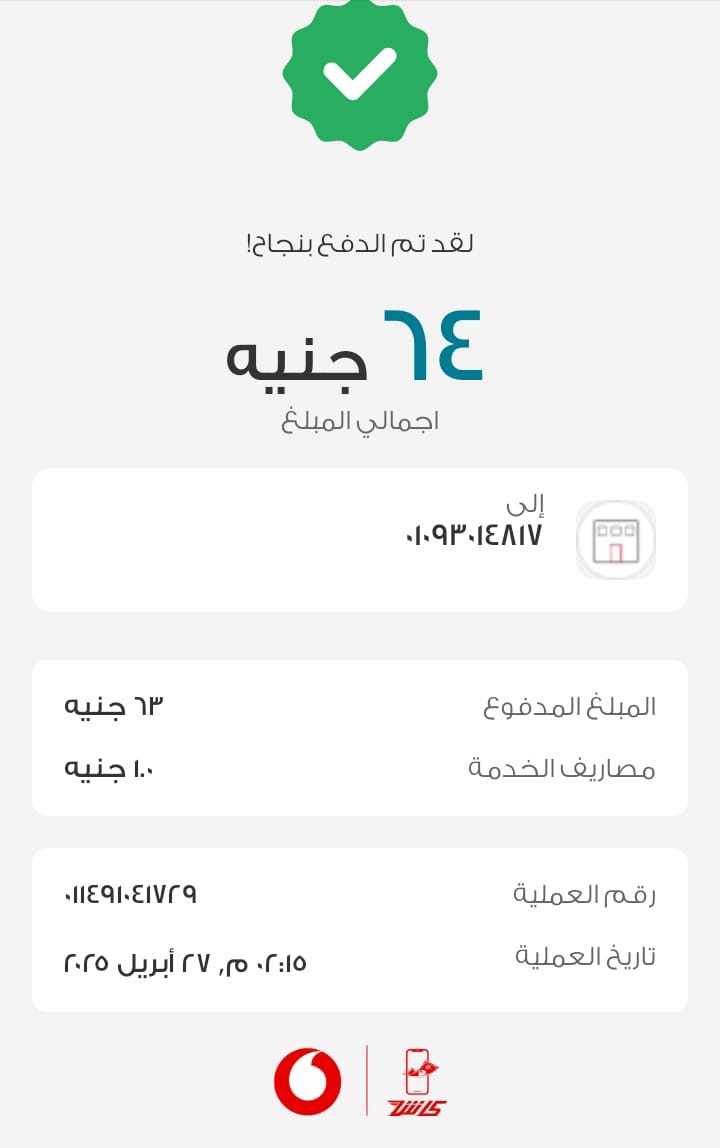 لقد تم الدفع بنجاح!
٦٤ جنيه
اجمالي المبلغ
إلى
٠١٠٩٣٠١٤٨١٧
المبلغ المدفوع ٦٣ جنيه
مصاريف الخدمة ١.٠ جنيه
رقم العملية ٠١١٤٩١٠٤١٧٢٩
تاريخ العملية ٠٢:١٥ م, ٢٧ أبريل ٢٠٢٥
كاش